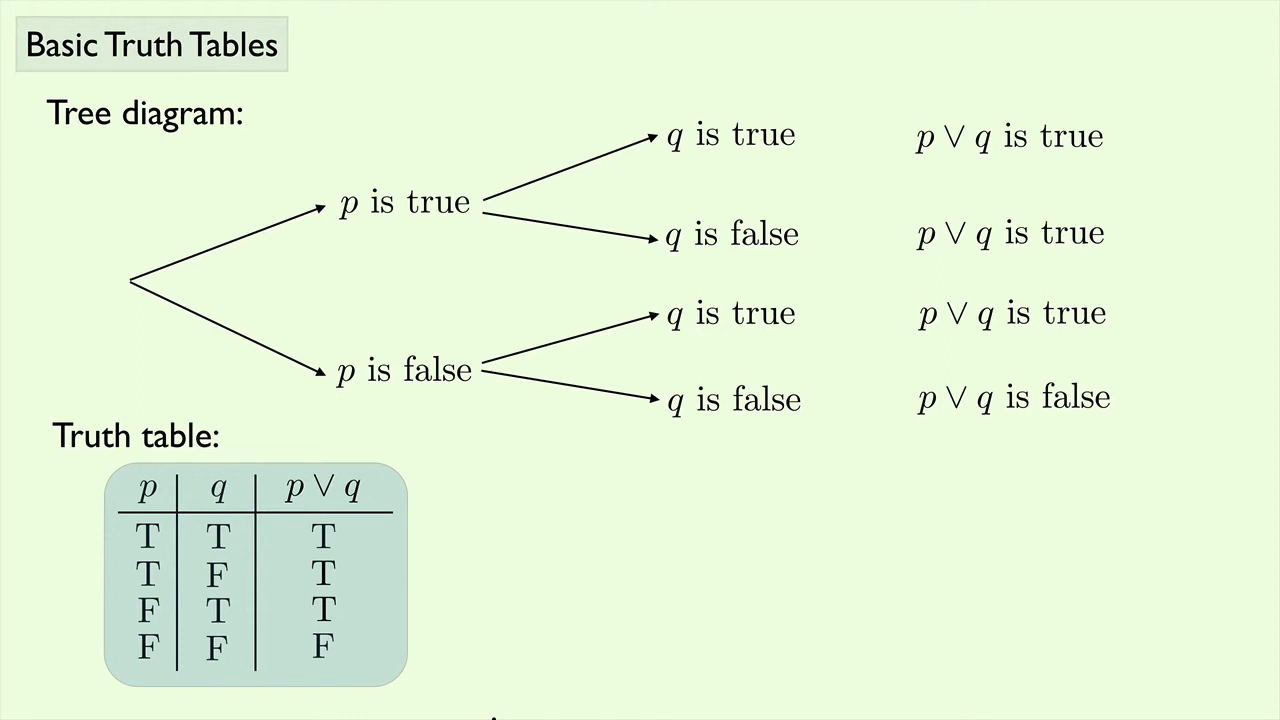 Basic Truth Tables
Tree diagram:
q is true p ∨ q is true
p is true
q is false p ∨ q is true
q is true p ∨ q is true
p is false
q is false p ∨ q is false
Truth table:
p q p ∨ q
T T T
T F T
F T T
F F F